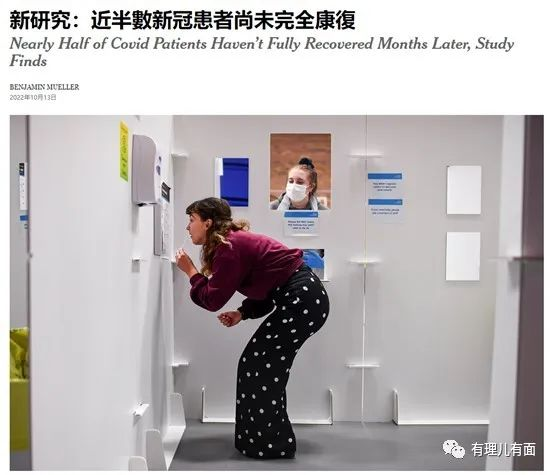 新研究：近半數新冠患者尚未完全康復
Nearly Half of Covid Patients Haven’t Fully Recovered Months Later, Study
Finds
BENJAMIN MUELLER
2022年10月13日
有理儿有面